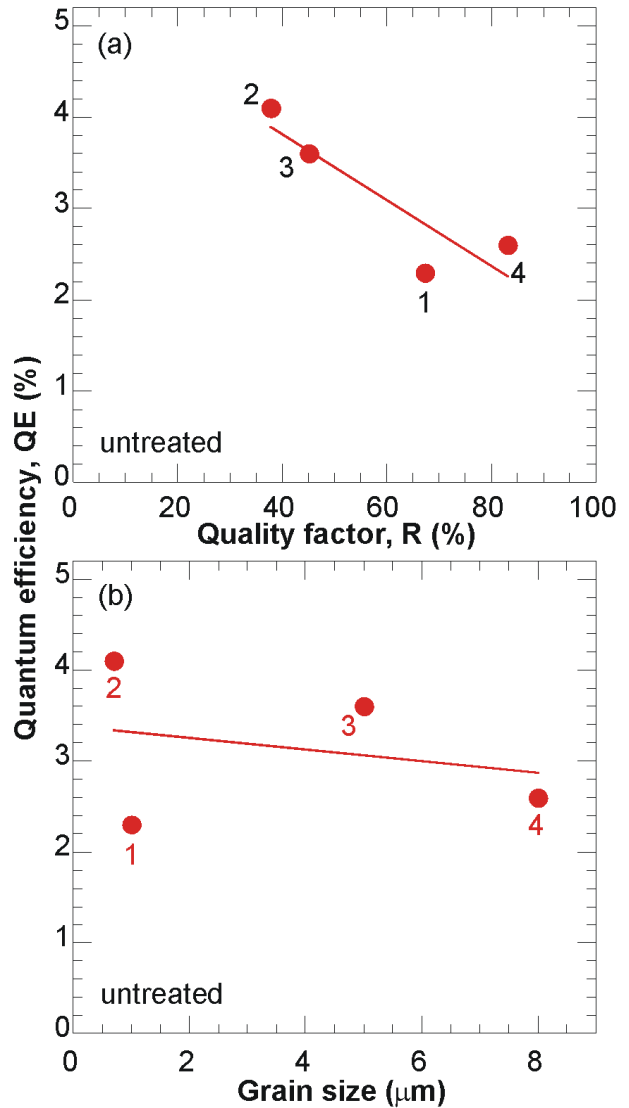 (a)
5
4
3
2
1
0
2
3
1
4
untreated
0 20 40 60 80 100
Quality factor, R (%)
Quantum efficiency, QE (%)
(b)
5
4
3
2
1
0
2
3
1
4
untreated
0 2 4 6 8
Grain size (μm)